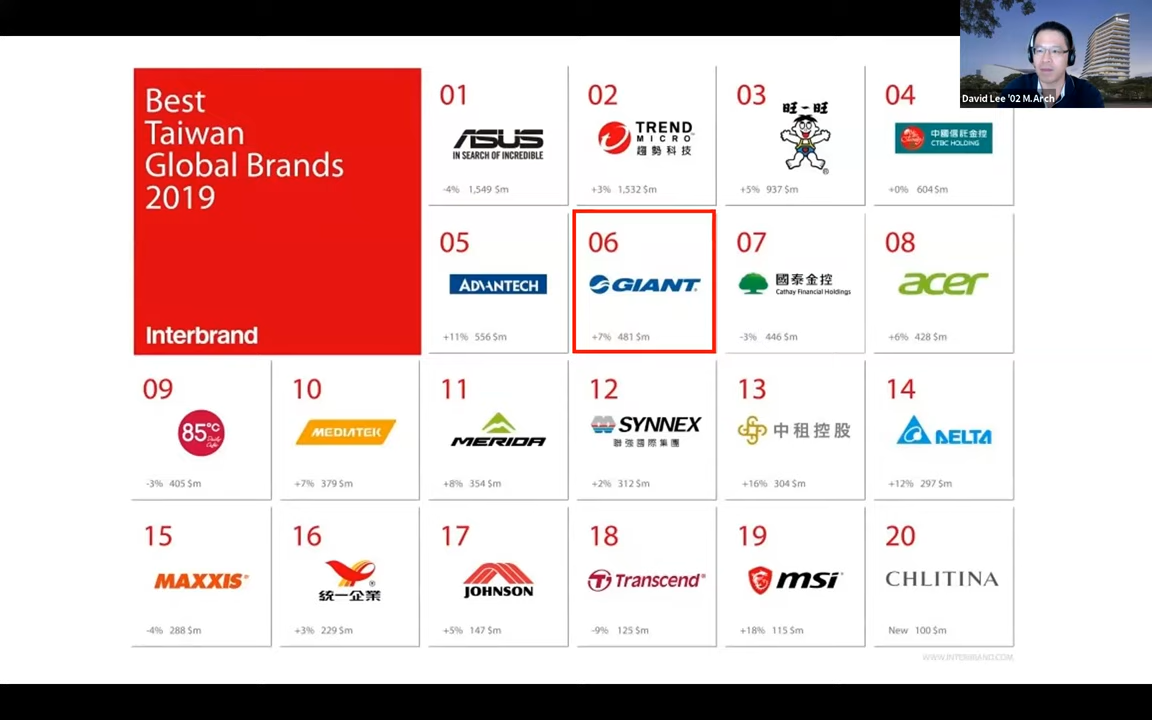 David Lee '02 M.Arch
Best
Taiwan
Global Brands
2019
Interbrand
01
ASUS
IN SEARCH OF INCREDIBLE
-4% 1,549 $m
02
TREND
MICRO
趨勢科技
+3% 1,532 $m
03
旺一旺
+5% 937 $m
04
中國信託金控
CTBC HOLDING
+0% 604 $m
05
ADVANTECH
+11% 556 $m
06
GIANT
+7% 481 $m
07
國泰金控
Cathay Financial Holdings
-3% 446 $m
08
acer
+6% 428 $m
09
85°C
Daily
Cafe
-3% 405 $m
10
MEDIATEK
+7% 379 $m
11
MERIDA
+8% 354 $m
12
SYNNEX
聯強國際集團
+2% 312 $m
13
中租控股
+16% 304 $m
14
DELTA
+12% 297 $m
15
MAXXIS®
-4% 288 $m
16
統一企業
+3% 229 $m
17
JOHNSON
+5% 147 $m
18
Transcend®
-9% 125 $m
19
msi
+18% 115 $m
20
CHLITINA
New 100 $m
WWW.INTERBRAND.COM